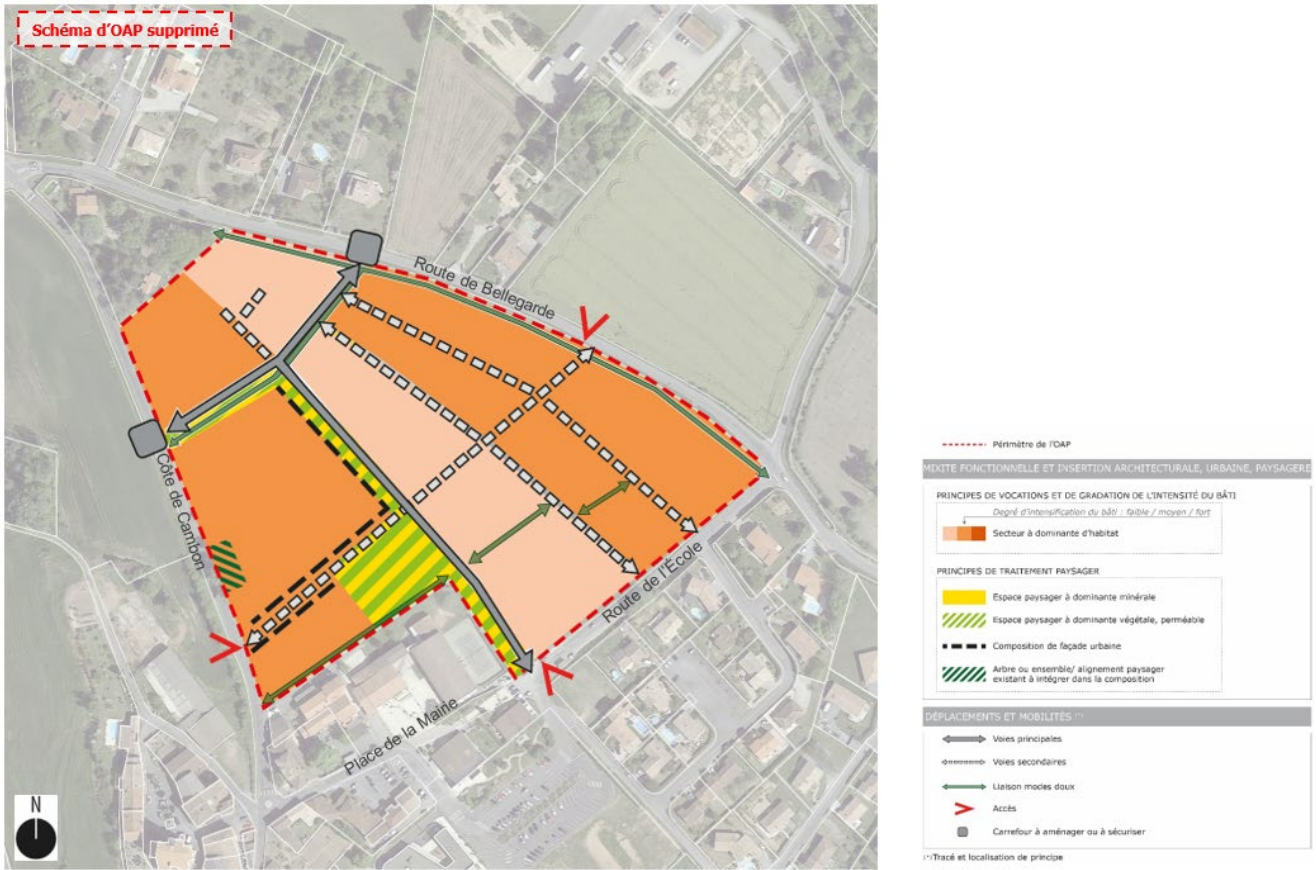 Schéma d'OAP supprimé
Route de Bellegarde
Côte de Cambon
Route de l'École
Place de la Mairie
N
Périmètre de l'OAP
MIXITE FONCTIONNELLE ET INSERTION ARCHITECTURALE, URBAINE, PAYSAGERE
PRINCIPES DE VOCATIONS ET DE GRADATION DE L'INTENSITÉ DU BÂTI
Degré d'intensification du bâti : faible / moyen / fort
Secteur à dominante d'habitat
PRINCIPES DE TRAITEMENT PAYSAGER
Espace paysager à dominante minérale
Espace paysager à dominante végétale, perméable
Composition de façade urbaine
Arbre ou ensemble/ alignement paysager
existant à intégrer dans la composition
DÉPLACEMENTS ET MOBILITÉS (*)
Voies principales
Voies secondaires
Liaison modes doux
Accès
Carrefour à aménager ou à sécuriser
(*)Tracé et localisation de principe